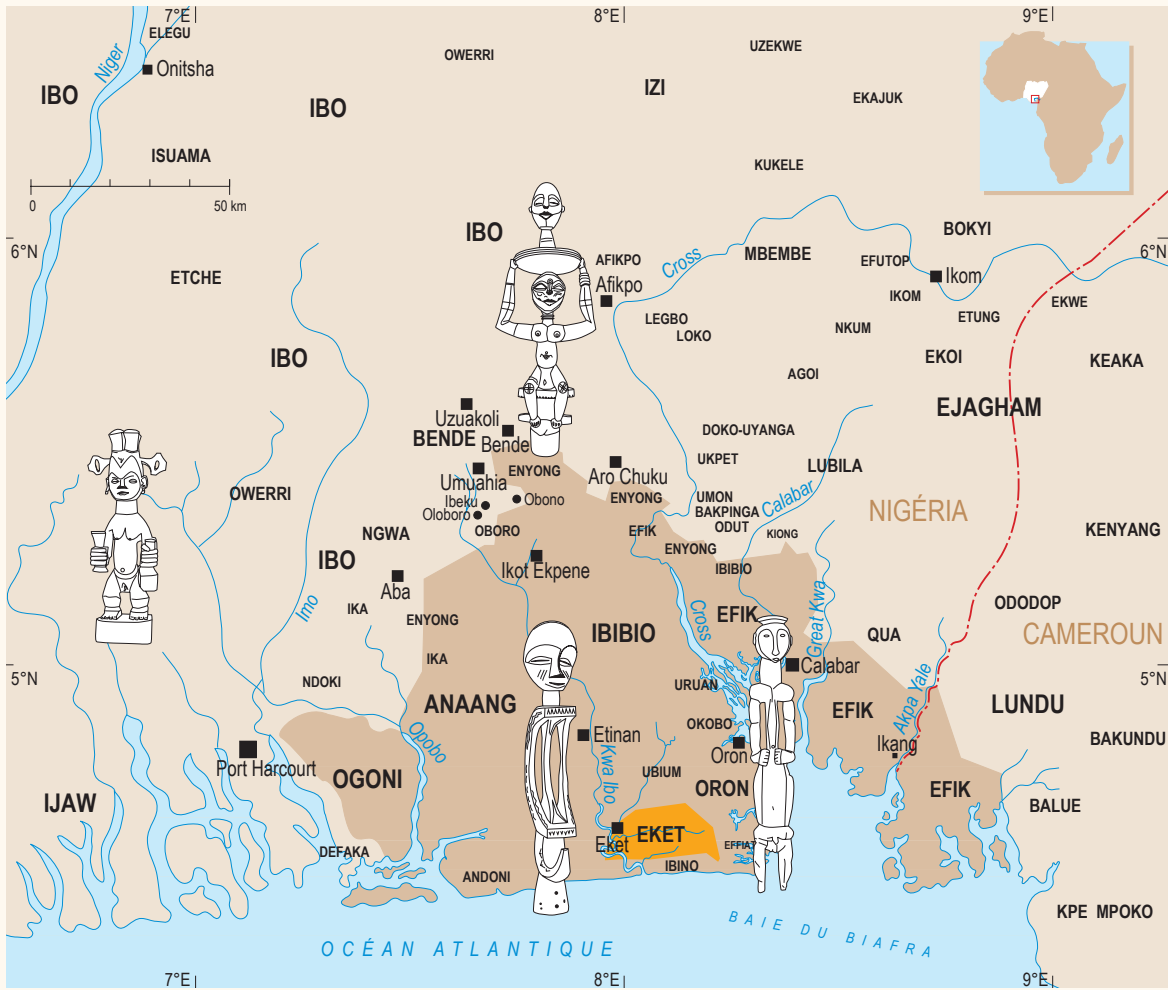 7°E
8°E
9°E
ELEGU
Niger
Onitsha
OWERRI
UZEKWE
IBO
IBO
IZI
EKAJUK
ISUAMA
KUKELE
0 50 km
6°N
IBO
AFIKPO
Cross
MBEMBE
BOKYI
6°N
EFUTOP
Ikom
ETCHE
Afikpo
IKOM
EKWE
LEGBO
ETUNG
LOKO
NKUM
IBO
EKOI
KEAKA
AGOI
Uzuakoli
EJAGHAM
BENDE
Bende
DOKO-UYANGA
Umuahia
ENYONG
Aro Chuku
UKPET
LUBILA
OWERRI
Ibeku
Obono
ENYONG
UMON
Calabar
Oloboro
BAKPINGA
NIGÉRIA
NGWA
OBORO
EFIK
ODUT
KIONG
KENYANG
IBO
Ikot Ekpene
ENYONG
IBIBIO
Aba
Imo
IKA
ENYONG
IBIBIO
Cross
EFIK
Great Kwa
QUA
ODODOP
CAMEROUN
IKA
5°N
NDOKI
URUAN
Calabar
5°N
ANAANG
Akpa Yale
LUNDU
OKOBO
EFIK
Opobo
Etinan
Oron
Ikang
BAKUNDU
Port Harcourt
Kwa Ibo
UBIUM
OGONI
ORON
EFIK
IJAW
BALUE
Eket
EKET
EFFIAT
DEFAKA
IBINO
ANDONI
KPE MPOKO
BAIE DU BIAFRA
OCÉAN ATLANTIQUE
7°E
8°E
9°E